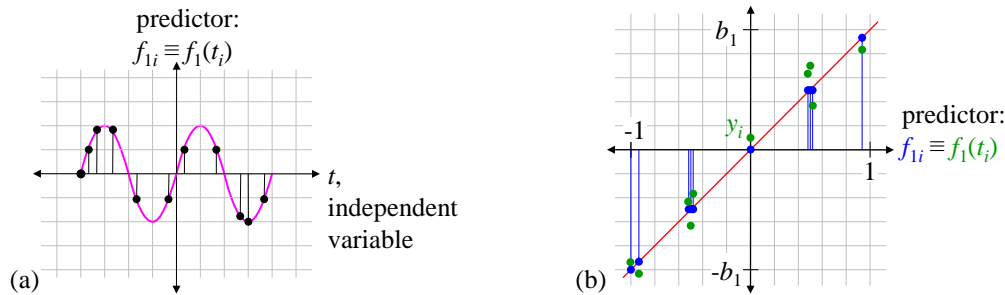 predictor:
f₁ᵢ ≡ f₁(tᵢ)
t,
independent
variable
(a)
b₁
-1
yᵢ
predictor:
f₁ᵢ ≡ f₁(tᵢ)
1
-b₁
(b)